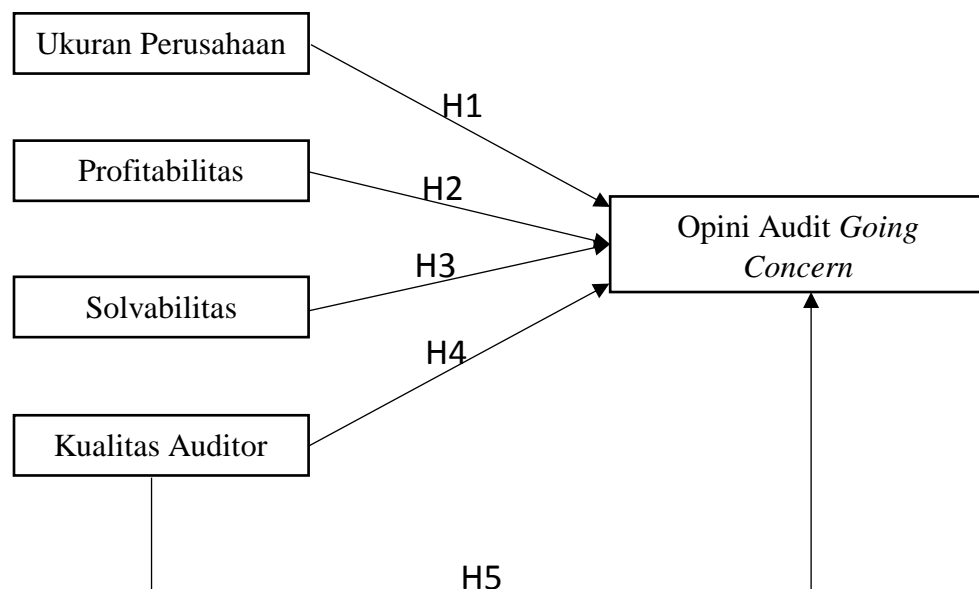 Ukuran Perusahaan
H1
Profitabilitas
H2
Opini Audit Going
Concern
H3
Solvabilitas
H4
Kualitas Auditor
H5